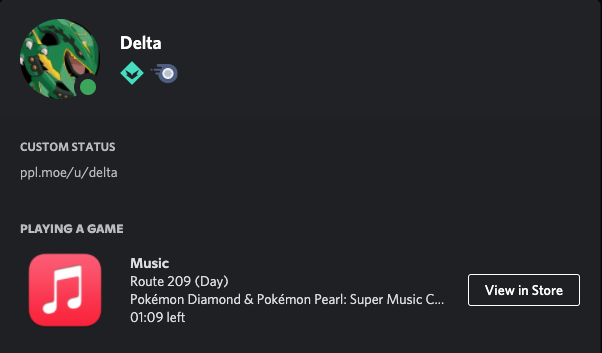 Delta
CUSTOM STATUS
ppl.moe/u/delta
PLAYING A GAME
Music
Route 209 (Day)
Pokémon Diamond & Pokémon Pearl: Super Music C...
01:09 left
View in Store